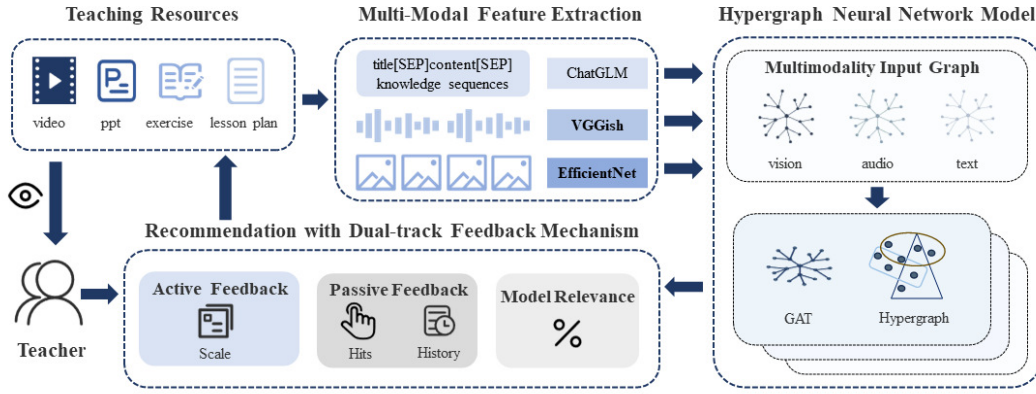 Teaching Resources
video
ppt
exercise
lesson plan
Multi-Modal Feature Extraction
title[SEP]content[SEP]
knowledge sequences
ChatGLM
VGGish
EfficientNet
Hypergraph Neural Network Model
Multimodality Input Graph
vision
audio
text
GAT
Hypergraph
Recommendation with Dual-track Feedback Mechanism
Active Feedback
Scale
Passive Feedback
Hits
History
Model Relevance
%
Teacher